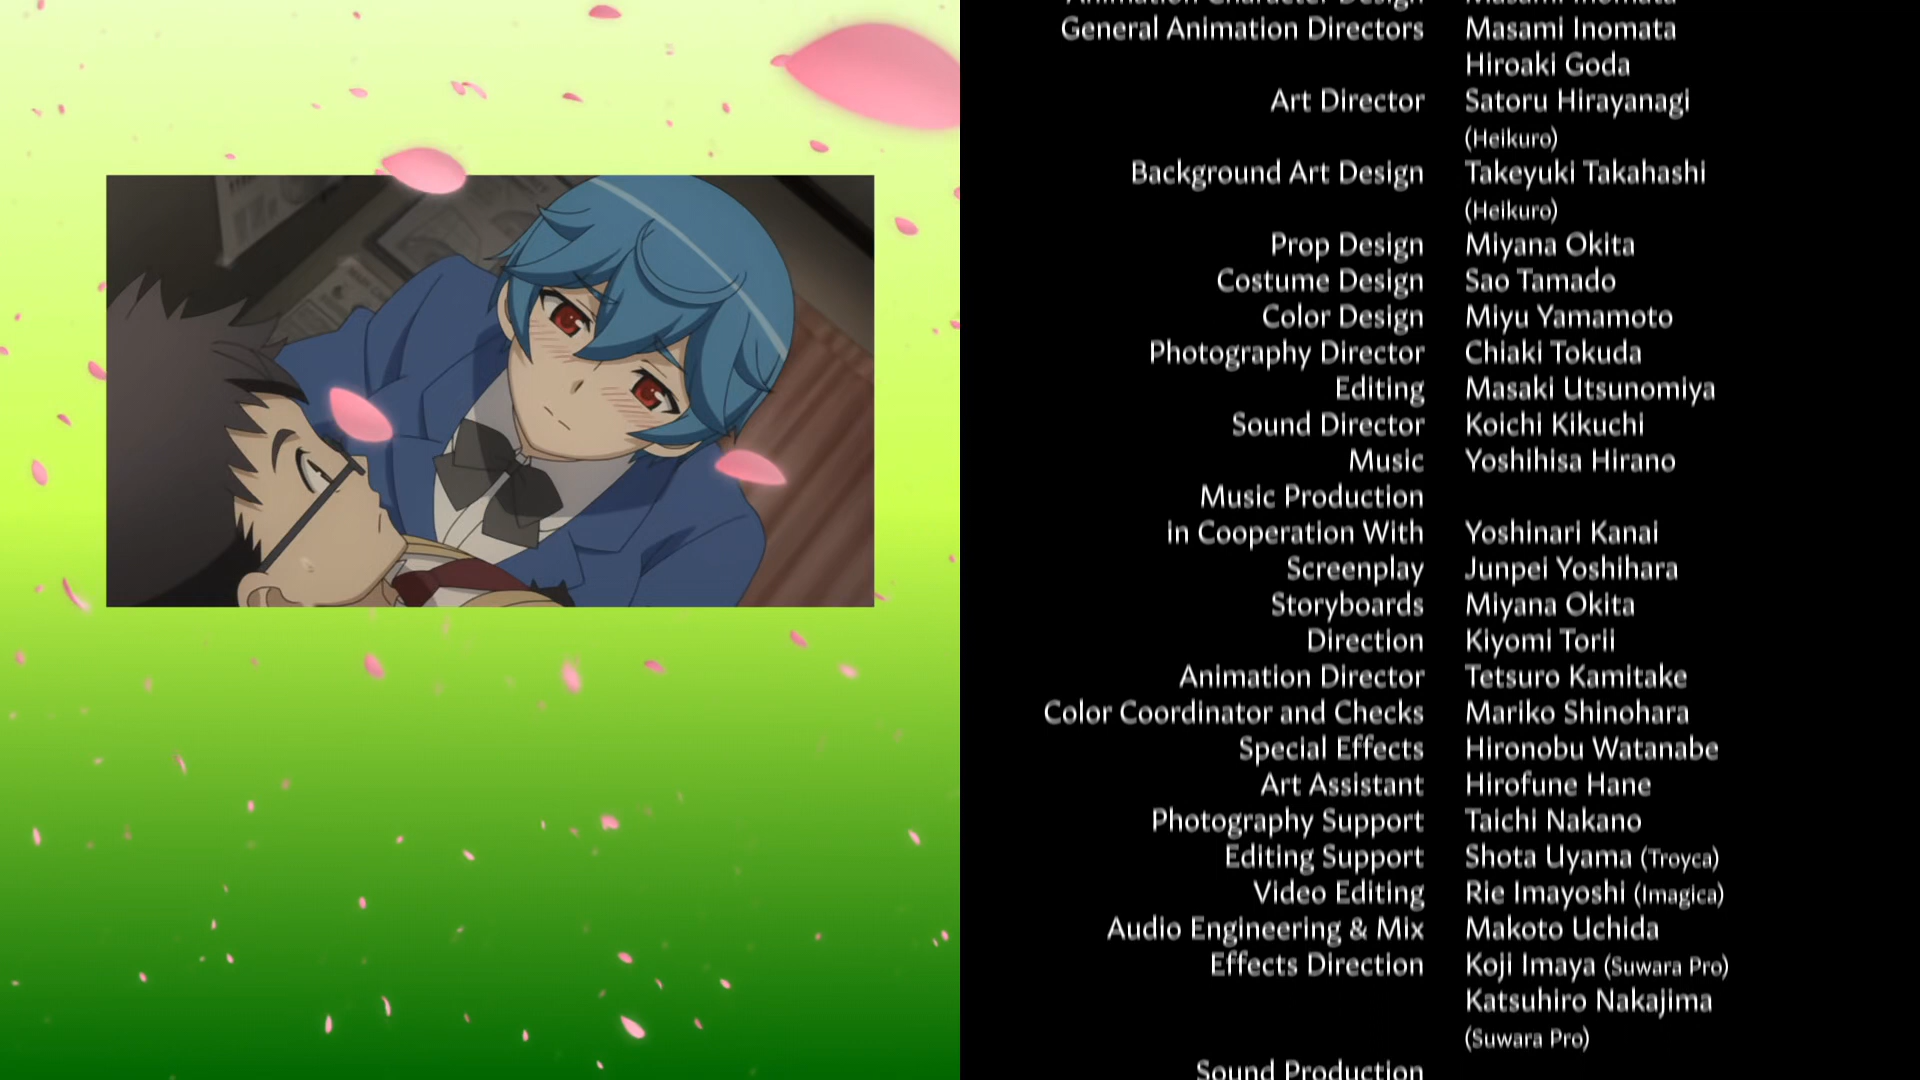 Animation Character Design Masami Inomata
General Animation Directors Masami Inomata
Hiroaki Goda
Art Director Satoru Hirayanagi
(Heikuro)
Background Art Design Takeyuki Takahashi
(Heikuro)
Prop Design Miyana Okita
Costume Design Sao Tamado
Color Design Miyu Yamamoto
Photography Director Chiaki Tokuda
Editing Masaki Utsunomiya
Sound Director Koichi Kikuchi
Music Yoshihisa Hirano
Music Production
in Cooperation With Yoshinari Kanai
Screenplay Junpei Yoshihara
Storyboards Miyana Okita
Direction Kiyomi Torii
Animation Director Tetsuro Kamitake
Color Coordinator and Checks Mariko Shinohara
Special Effects Hironobu Watanabe
Art Assistant Hirofune Hane
Photography Support Taichi Nakano
Editing Support Shota Uyama (Troyca)
Video Editing Rie Imayoshi (Imagica)
Audio Engineering & Mix Makoto Uchida
Effects Direction Koji Imaya (Suwara Pro)
Katsuhiro Nakajima
(Suwara Pro)
Sound Production